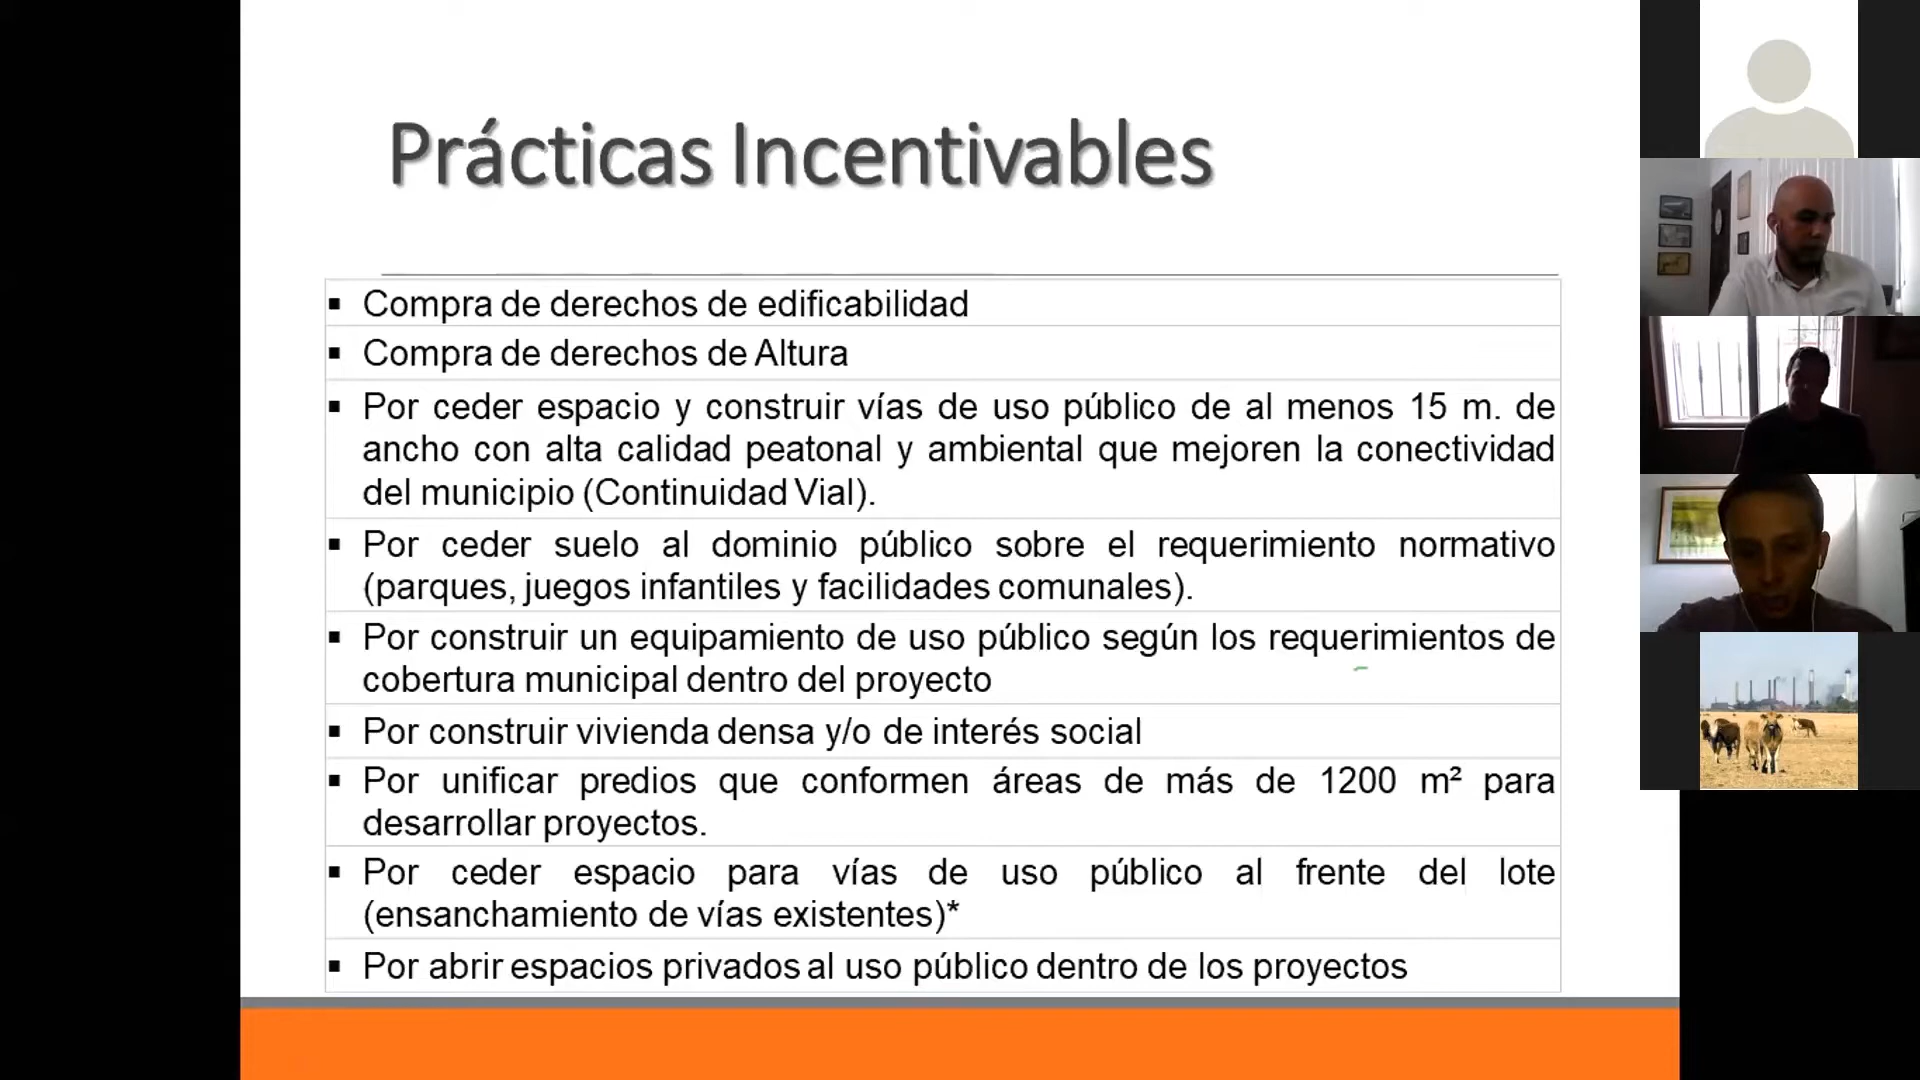 Prácticas Incentivables
▪ Compra de derechos de edificabilidad
▪ Compra de derechos de Altura
▪ Por ceder espacio y construir vías de uso público de al menos 15 m. de
ancho con alta calidad peatonal y ambiental que mejoren la conectividad
del municipio (Continuidad Vial).
▪ Por ceder suelo al dominio público sobre el requerimiento normativo
(parques, juegos infantiles y facilidades comunales).
▪ Por construir un equipamiento de uso público según los requerimientos de
cobertura municipal dentro del proyecto
▪ Por construir vivienda densa y/o de interés social
▪ Por unificar predios que conformen áreas de más de 1200 m² para
desarrollar proyectos.
▪ Por ceder espacio para vías de uso público al frente del lote
(ensanchamiento de vías existentes)*
▪ Por abrir espacios privados al uso público dentro de los proyectos